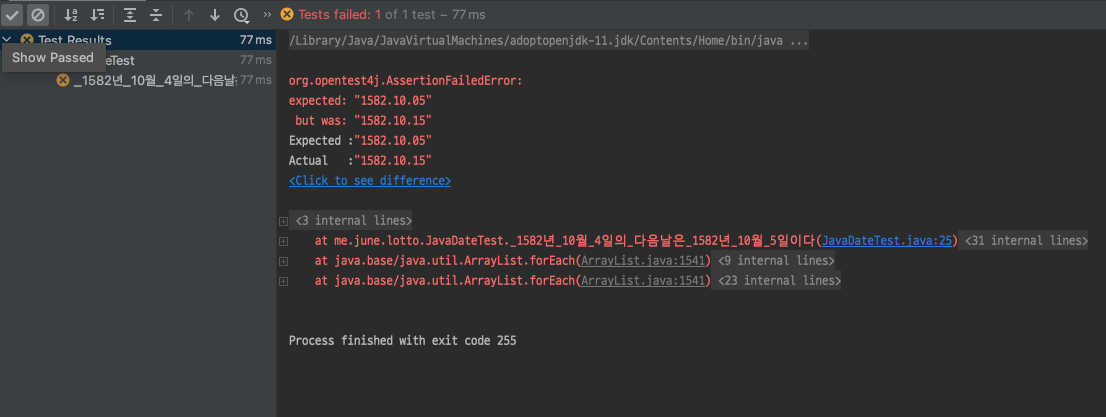 Tests failed: 1 of 1 test – 77 ms
Test Results 77 ms
Show Passed
eTest 77 ms
_1582년_10월_4일의_다음날 77 ms
/Library/Java/JavaVirtualMachines/adoptopenjdk-11.jdk/Contents/Home/bin/java ...
org.opentest4j.AssertionFailedError:
expected: "1582.10.05"
but was: "1582.10.15"
Expected :"1582.10.05"
Actual :"1582.10.15"
<Click to see difference>
<3 internal lines>
at me.june.lotto.JavaDateTest._1582년_10월_4일의_다음날은_1582년_10월_5일이다(JavaDateTest.java:25) <31 internal lines>
at java.base/java.util.ArrayList.forEach(ArrayList.java:1541) <9 internal lines>
at java.base/java.util.ArrayList.forEach(ArrayList.java:1541) <23 internal lines>
Process finished with exit code 255